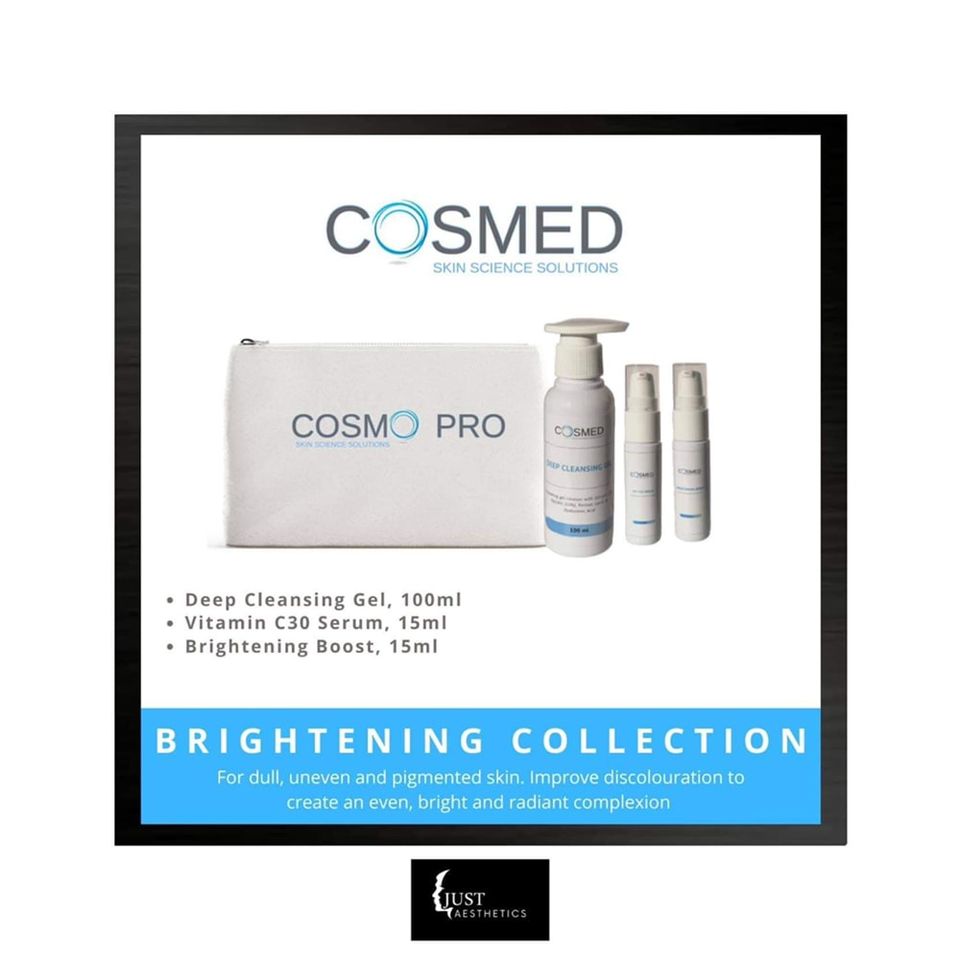 COSMED
SKIN SCIENCE SOLUTIONS
COSMO PRO
SKIN SCIENCE SOLUTIONS
COSMED
DEEP CLEANSING GEL
Hyaluronic Acid
100 ml
COSMED
COSMED
• Deep Cleansing Gel, 100ml
• Vitamin C30 Serum, 15ml
• Brightening Boost, 15ml
BRIGHTENING COLLECTION
For dull, uneven and pigmented skin. Improve discolouration to
create an even, bright and radiant complexion
JUST
AESTHETICS